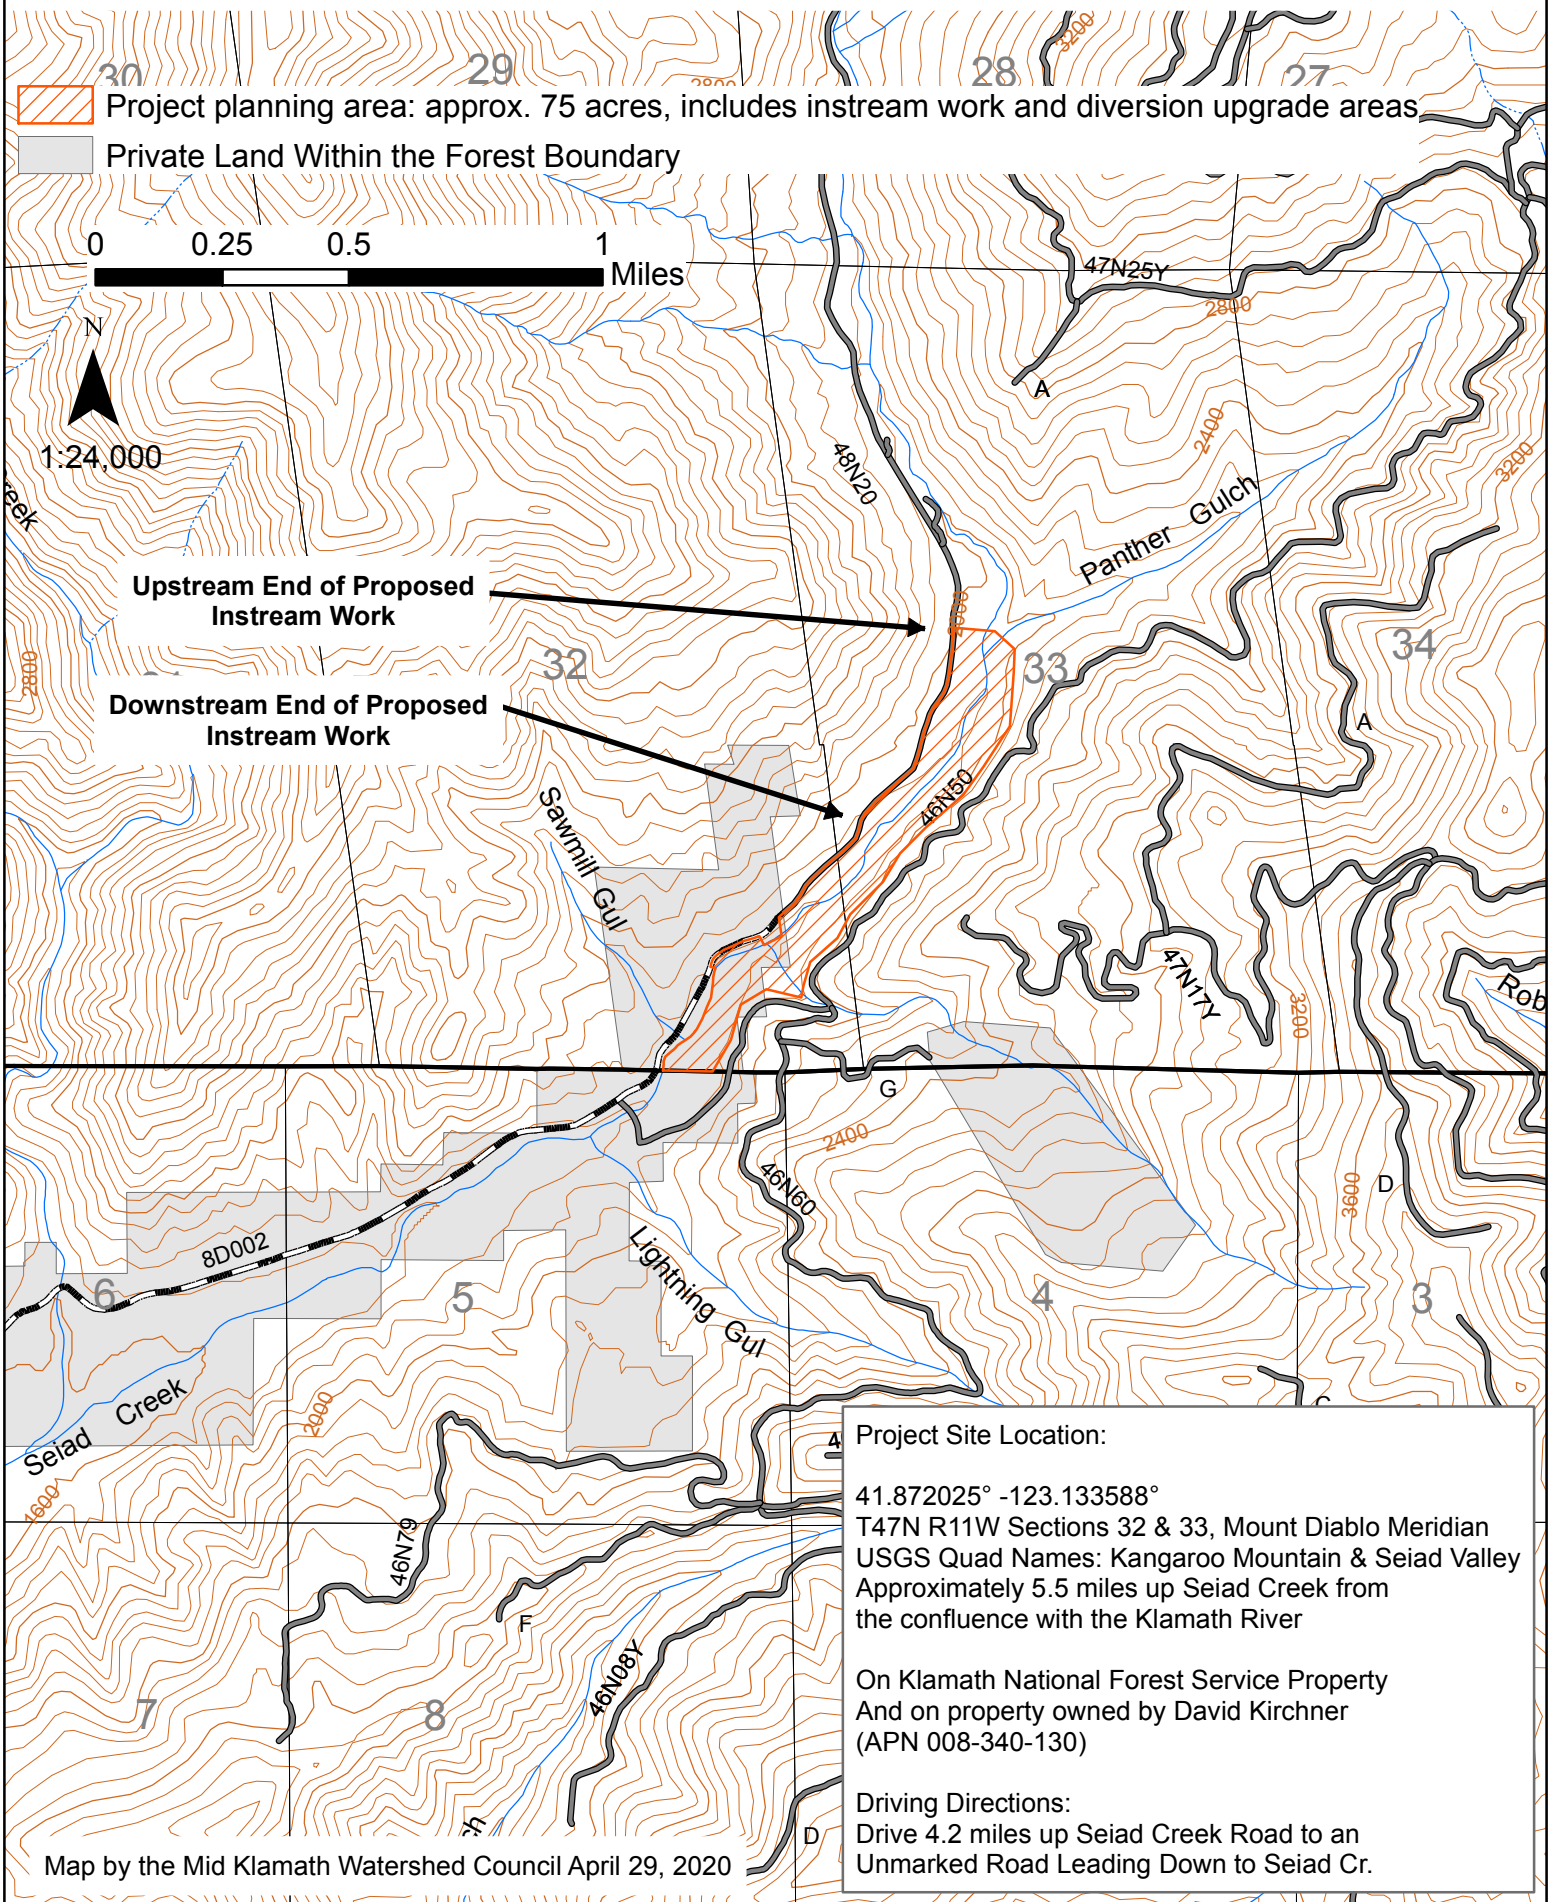 30
29
28
27
3200
2800
Project planning area: approx. 75 acres, includes instream work and diversion upgrade areas
Private Land Within the Forest Boundary
0 0.25 0.5 1
Miles
47N25Y
2800
N
A
1:24,000
2400
3200
48N20
reek
Panther Gulch
Upstream End of Proposed
Instream Work
2000
32
33
34
2800
Downstream End of Proposed
Instream Work
A
46N50
Sawmill Gul
47N17Y
3200
Rob
G
2400
46N60
D
3600
8D002
Lightning Gul
6
5
4
3
Seiad Creek
2000
C
1600
46N79
F
46N08Y
7
8
ch
D
Project Site Location:
41.872025° -123.133588°
T47N R11W Sections 32 & 33, Mount Diablo Meridian
USGS Quad Names: Kangaroo Mountain & Seiad Valley
Approximately 5.5 miles up Seiad Creek from
the confluence with the Klamath River
On Klamath National Forest Service Property
And on property owned by David Kirchner
(APN 008-340-130)
Driving Directions:
Drive 4.2 miles up Seiad Creek Road to an
Unmarked Road Leading Down to Seiad Cr.
Map by the Mid Klamath Watershed Council April 29, 2020